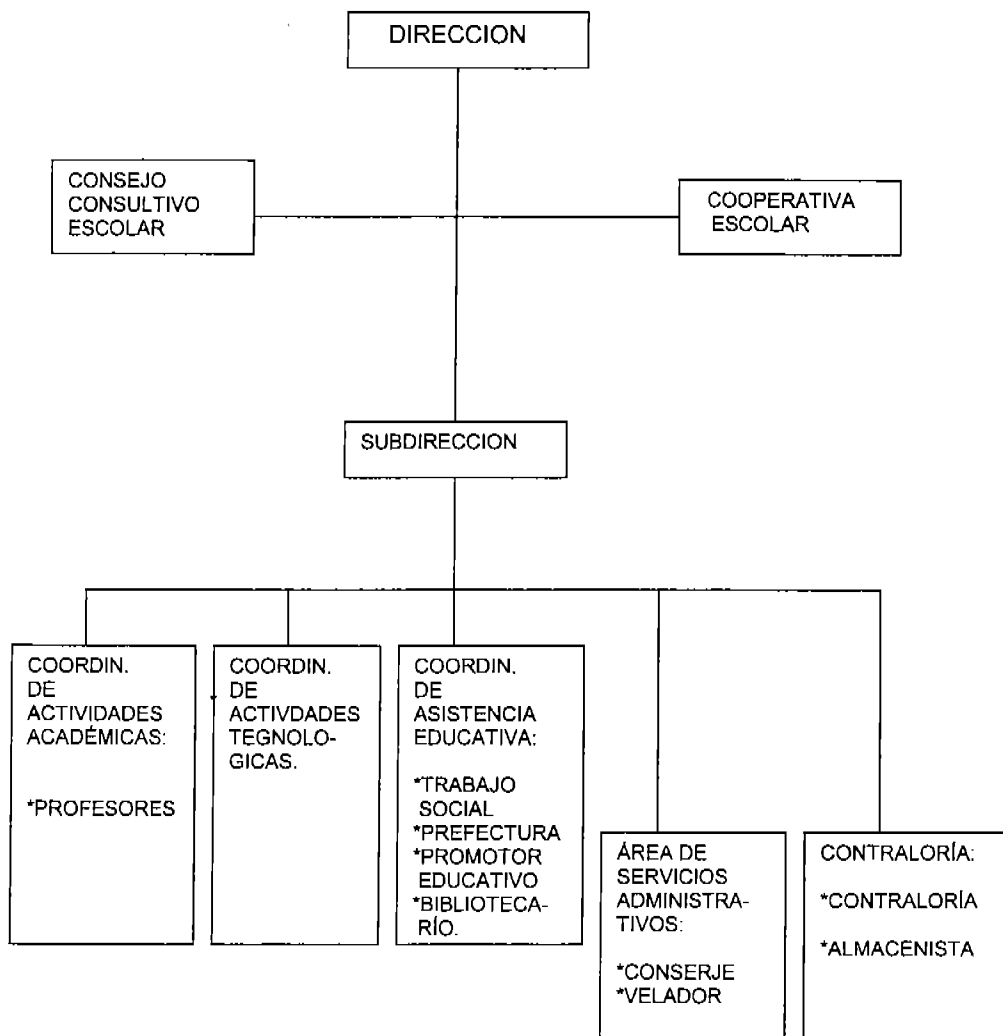 DIRECCION
CONSEJO
CONSULTIVO
ESCOLAR
COOPERATIVA
ESCOLAR
SUBDIRECCION
COORDIN.
DE
ACTIVIDADES
ACADÉMICAS:
*PROFESORES
COORDIN.
DE
ACTIVDADES
TEGNOLO-
GICAS.
COORDIN.
DE
ASISTENCIA
EDUCATIVA:
*TRABAJO
SOCIAL
*PREFECTURA
*PROMOTOR
EDUCATIVO
*BIBLIOTECA-
RÍO.
ÁREA DE
SERVICIOS
ADMINISTRA-
TIVOS:
*CONSERJE
*VELADOR
CONTRALORÍA:
*CONTRALORÍA
*ALMACENISTA